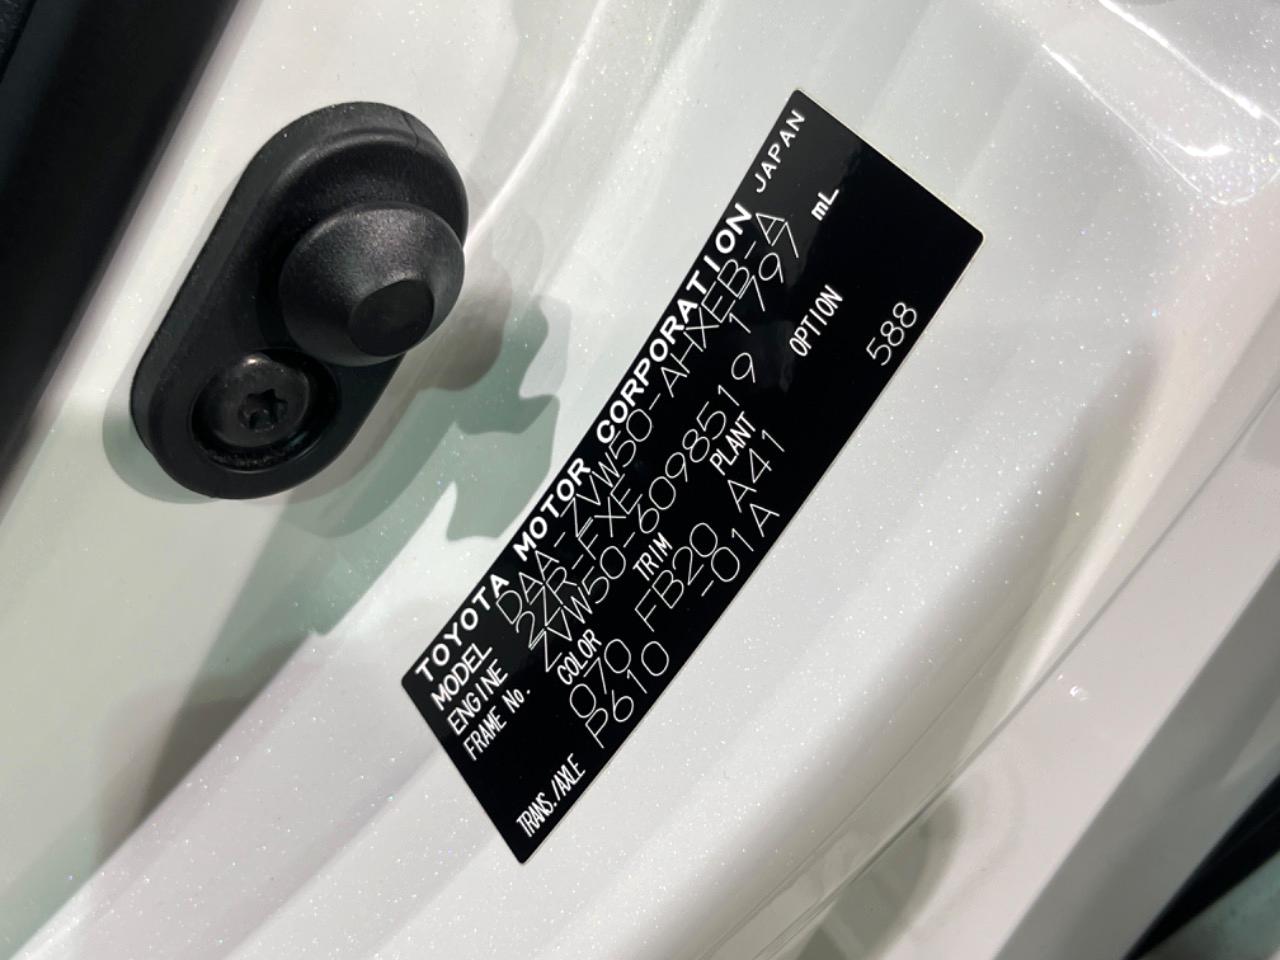 TOYOTA MOTOR CORPORATION JAPAN
MODEL DAA-ZVW50-AHXEB-A
ENGINE 2ZR-FXE 1797 mL
FRAME No. ZVW50-6098519
COLOR TRIM PLANT OPTION
070 FB20 A41
TRANS./AXLE P610 -01A 588